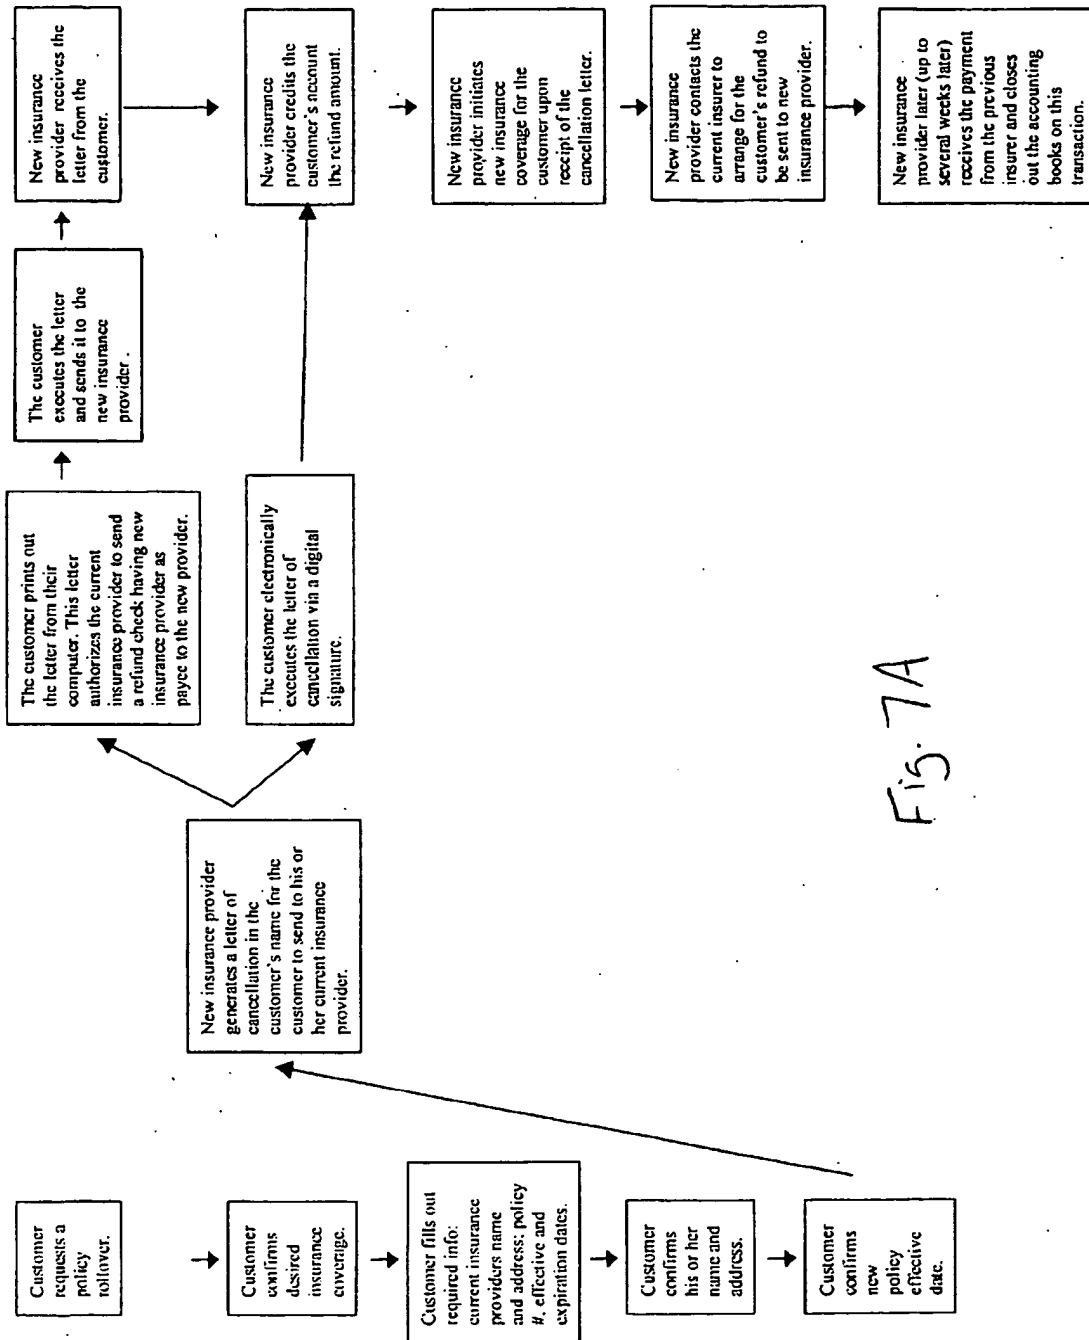 Customer
requests a
policy
rollover.
Customer
confirms
desired
insurance
coverage.
Customer fills out
required info:
current insurance
providers name
and address; policy
#, effective and
expiration dates.
Customer
confirms
his or her
name and
address.
Customer
confirms
new
policy
effective
date.
New insurance provider
generates a letter of
cancellation in the
customer's name for the
customer to send to his or
her current insurance
provider.
The customer prints out
the letter from their
computer. This letter
authorizes the current
insurance provider to send
a refund check having new
insurance provider as
payee to the new provider.
The customer electronically
executes the letter of
cancellation via a digital
signature.
The customer
executes the letter
and sends it to the
new insurance
provider .
New insurance
provider receives the
letter from the
customer.
New insurance
provider credits the
customer's account
the refund amount.
New insurance
provider initiates
new insurance
coverage for the
customer upon
receipt of the
cancellation letter.
New insurance
provider contacts the
current insurer to
arrange for the
customer's refund to
be sent to new
insurance provider.
New insurance
provider later (up to
several weeks later)
receives the payment
from the previous
insurer and closes
out the accounting
books on this
transaction.
Fig. 7A